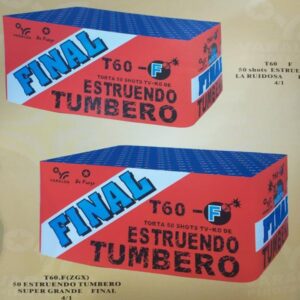 FINAL
T60-F
TORTA 50 SHOTS TV-KO DE
ESTRUENDO
TUMBERO
FINAL
T60 F
50 shots ESTRUE
LA RUIDOSA
4/1
FINAL
T60-F
TORTA 50 SHOTS TV-KO DE
ESTRUENDO
TUMBERO
FINAL
T60.F(ZGX)
50 ESTRUENDO TUMBERO
SUPER GRANDE FINAL
4/1